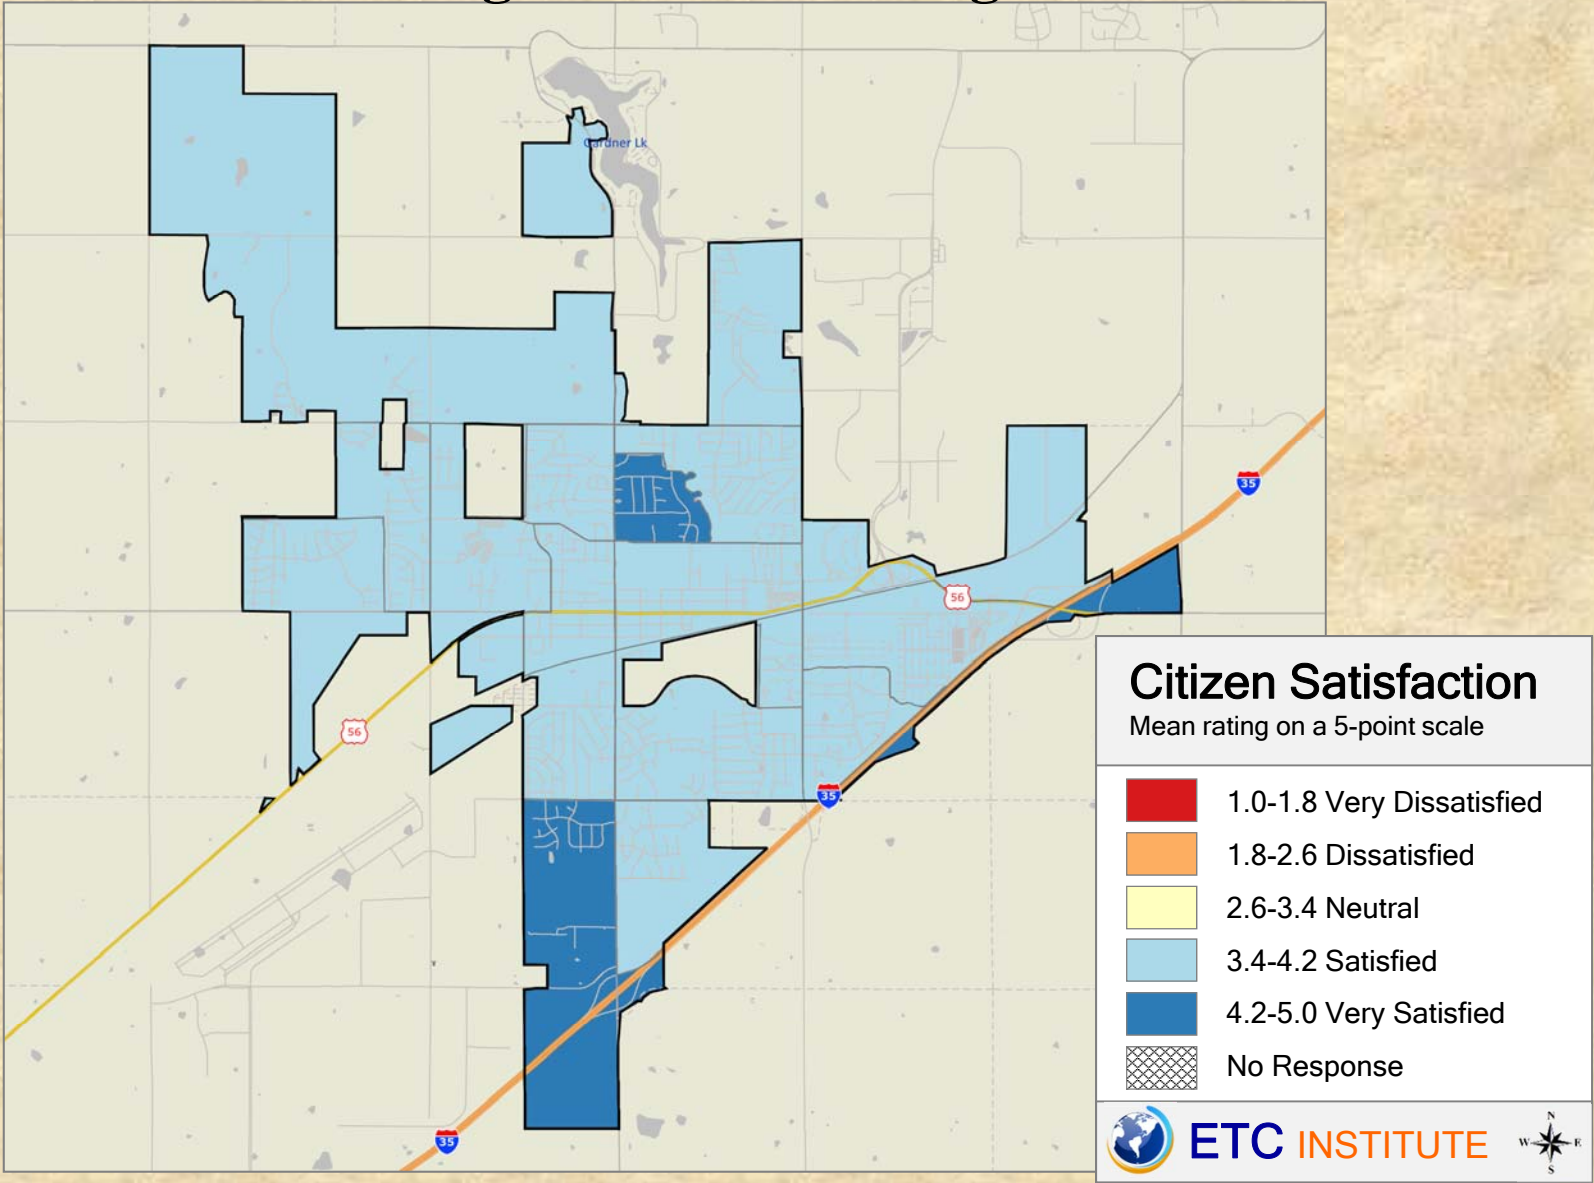 Gardner Lk
1
35
56
56
35
35
Citizen Satisfaction
Mean rating on a 5-point scale
1.0-1.8 Very Dissatisfied
1.8-2.6 Dissatisfied
2.6-3.4 Neutral
3.4-4.2 Satisfied
4.2-5.0 Very Satisfied
No Response
ETC INSTITUTE
N
W E
S